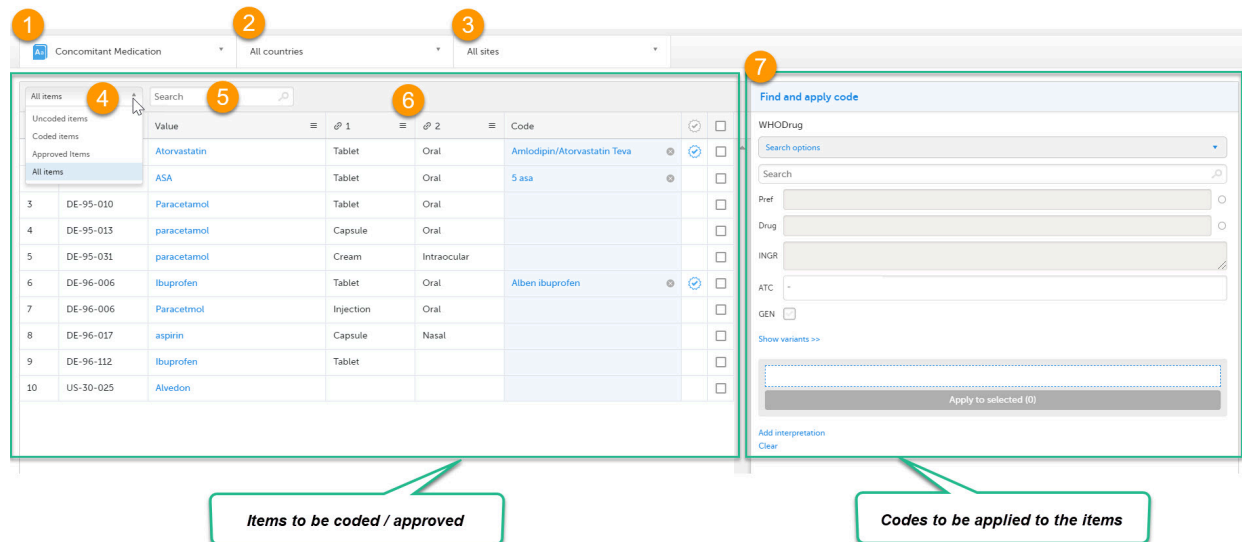 1 2 3
Concomitant Medication All countries All sites
7
All items 4 Search 5 6 Find and apply code
Uncoded items
Coded items
Approved Items
All items
Value 1 2 Code
Atorvastatin Tablet Oral Amlodipin/Atorvastatin Teva
ASA Tablet Oral 5 asa
3 DE-95-010 Paracetamol Tablet Oral
4 DE-95-013 paracetamol Capsule Oral
5 DE-95-031 paracetamol Cream Intraocular
6 DE-96-006 Ibuprofen Tablet Oral Alben ibuprofen
7 DE-96-006 Paracetmol Injection Oral
8 DE-96-017 aspirin Capsule Nasal
9 DE-96-112 Ibuprofen Tablet
10 US-30-025 Alvedon
WHODrug
Search options
Search
Pref
Drug
INGR
ATC -
GEN
Show variants >>
Apply to selected (0)
Add interpretation
Clear
Items to be coded / approved
Codes to be applied to the items